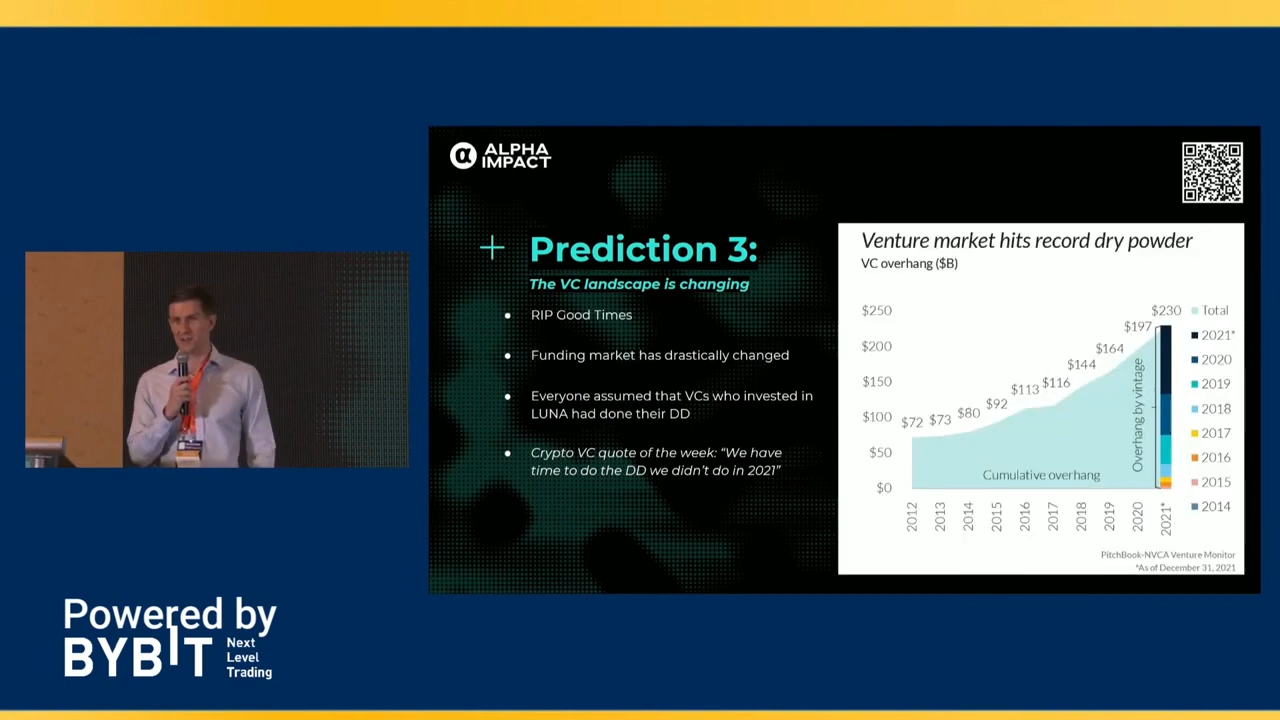 ALPHA
IMPACT
Prediction 3:
The VC landscape is changing
RIP Good Times
Funding market has drastically changed
Everyone assumed that VCs who invested in
LUNA had done their DD
Crypto VC quote of the week: “We have
time to do the DD we didn’t do in 2021”
Venture market hits record dry powder
VC overhang ($B)
$250
$200
$150
$100
$50
$0
$72
$73
$80
$92
$113
$116
$144
$164
$197
$230
Cumulative overhang
Overhang by vintage
2012
2013
2014
2015
2016
2017
2018
2019
2020
2021*
Total
2021*
2020
2019
2018
2017
2016
2015
2014
PitchBook-NVCA Venture Monitor
*As of December 31, 2021
Powered by
BYBIT
Next
Level
Trading